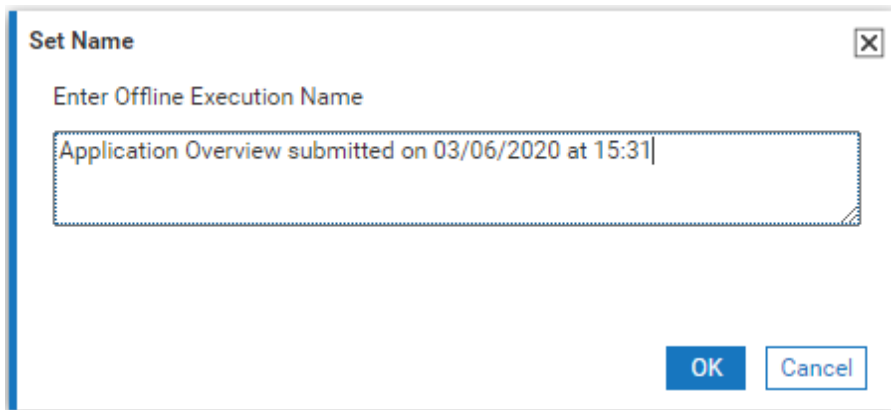 Set Name
Enter Offline Execution Name
Application Overview submitted on 03/06/2020 at 15:31
OK
Cancel